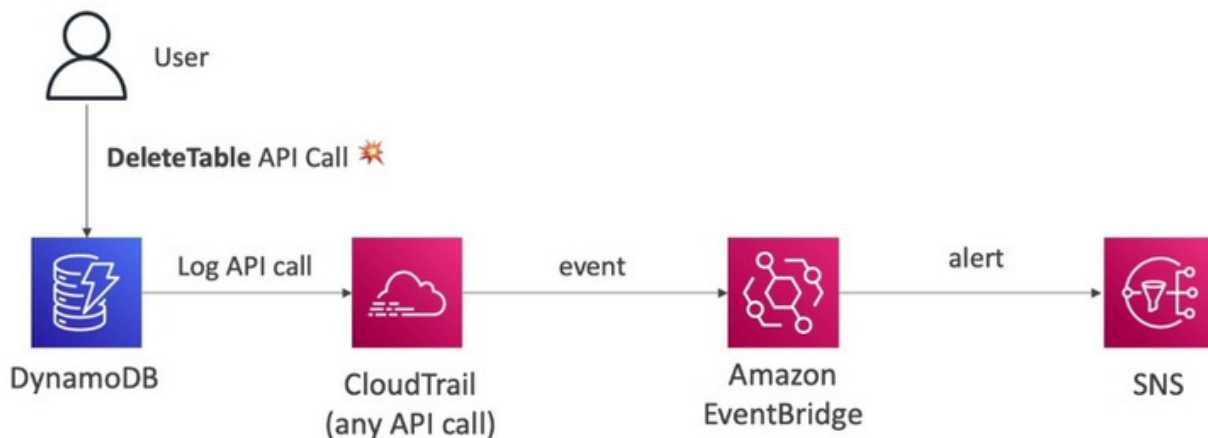 User
DeleteTable API Call 💥
Log API call
event
alert
DynamoDB
CloudTrail
(any API call)
Amazon
EventBridge
SNS